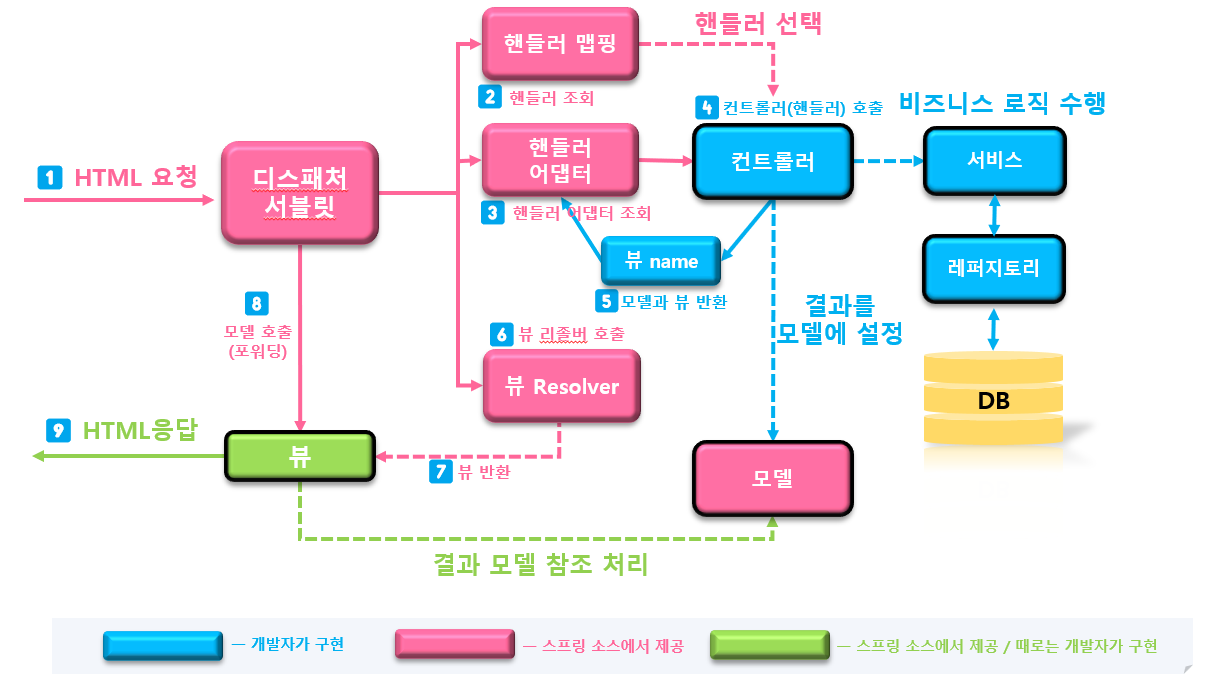 핸들러 맵핑
핸들러 선택
2 핸들러 조회
4 컨트롤러(핸들러) 호출
비즈니스 로직 수행
1 HTML 요청
디스패처
서블릿
핸들러
어댑터
컨트롤러
서비스
3 핸들러 어댑터 조회
뷰 name
5 모델과 뷰 반환
레퍼지토리
8
모델 호출
(포워딩)
6 뷰 리졸버 호출
결과를
모델에 설정
뷰 Resolver
DB
9 HTML응답
뷰
7 뷰 반환
모델
결과 모델 참조 처리
— 개발자가 구현
— 스프링 소스에서 제공
— 스프링 소스에서 제공 / 때로는 개발자가 구현